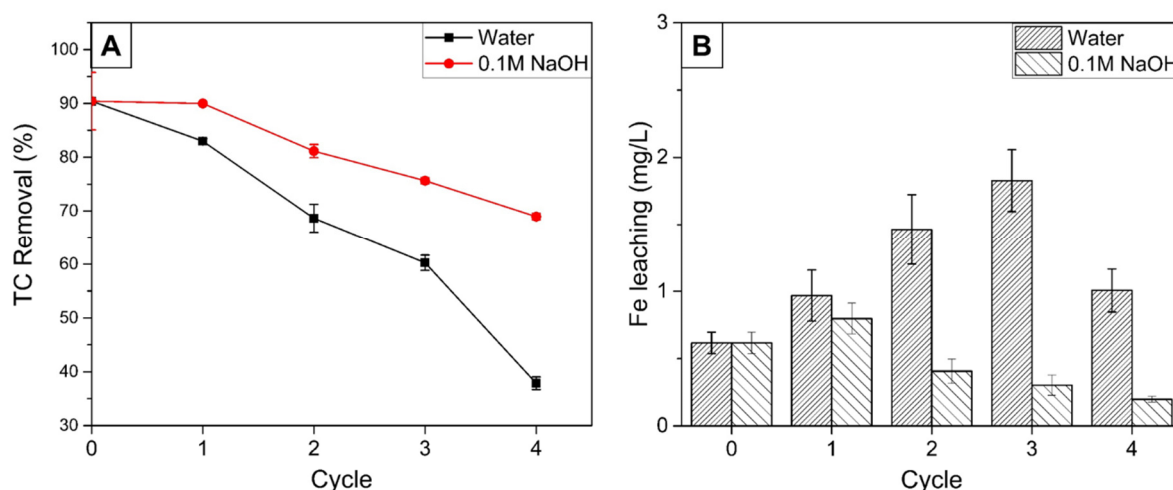 A
Water
0.1M NaOH
TC Removal (%)
100
90
80
70
60
50
40
30
0 1 2 3 4
Cycle
B
Water
0.1M NaOH
Fe leaching (mg/L)
3
2
1
0
0 1 2 3 4
Cycle